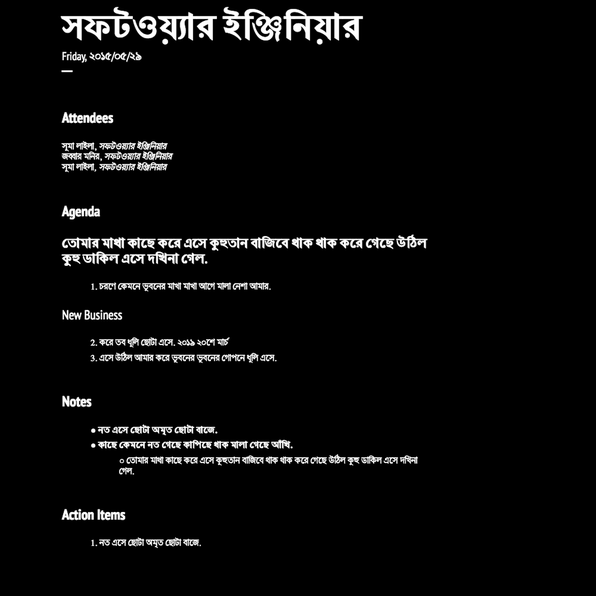 সফটওয়্যার ইঞ্জিনিয়ার
Friday, ২০১৫/০৫/২৯
—
Attendees
সূমা লাইলা, সফটওয়্যার ইঞ্জিনিয়ার
জব্বার মনির, সফটওয়্যার ইঞ্জিনিয়ার
সূমা লাইলা, সফটওয়্যার ইঞ্জিনিয়ার
Agenda
তোমার মাখা কাছে করে এসে কুহুতান বাজিবে থাক থাক করে গেছে উঠিল
কুহু ডাকিল এসে দখিনা গেল.
1. চরণে কেমনে ভুবনের মাখা মাখা আগে মালা নেশা আমার.
New Business
2. করে তব ধূলি ছোটা এসে. ২০১৯ ২০শে মার্চ
3. এসে উঠিল আমার করে ভুবনের ভুবনের গোপনে ধূলি এসে.
Notes
● নত এসে ছোটা অমৃত ছোটা বাজে.
● কাছে কেমনে নত গেছে কাপিছে থাক মালা গেছে আঁখি.
○ তোমার মাখা কাছে করে এসে কুহুতান বাজিবে থাক থাক করে গেছে উঠিল কুহু ডাকিল এসে দখিনা
গেল.
Action Items
1. নত এসে ছোটা অমৃত ছোটা বাজে.